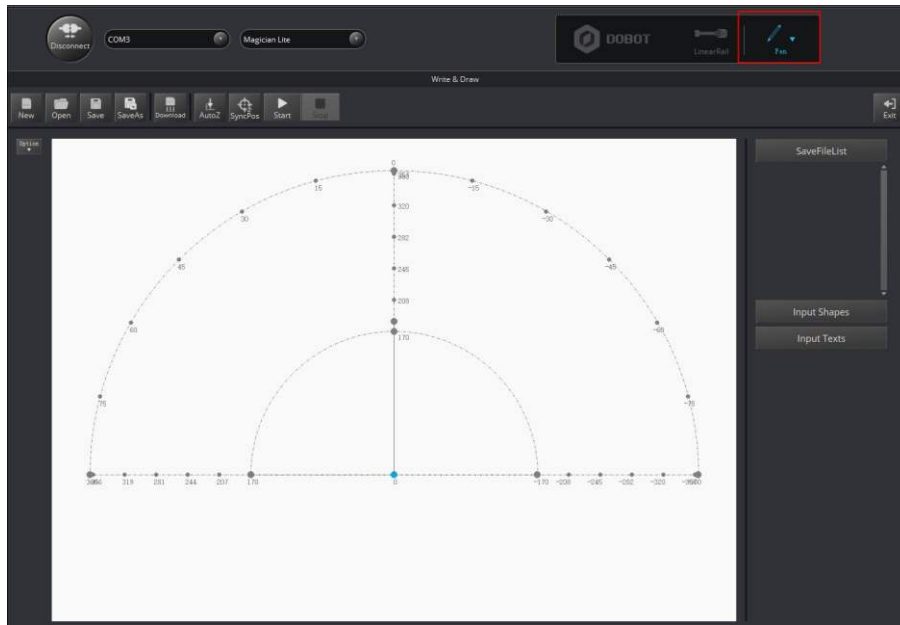 Disconnect
COM3
Magician Lite
DOBOT
LinearRail
Pen
Write & Draw
New
Open
Save
SaveAs
Download
AutoZ
SyncPos
Start
Stop
Exit
Option
SaveFileList
Input Shapes
Input Texts
0
15
-15
30
-30
45
-45
60
-60
75
-75
320
282
245
208
170
319
281
244
207
170
0
-170
-208
-245
-282
-320